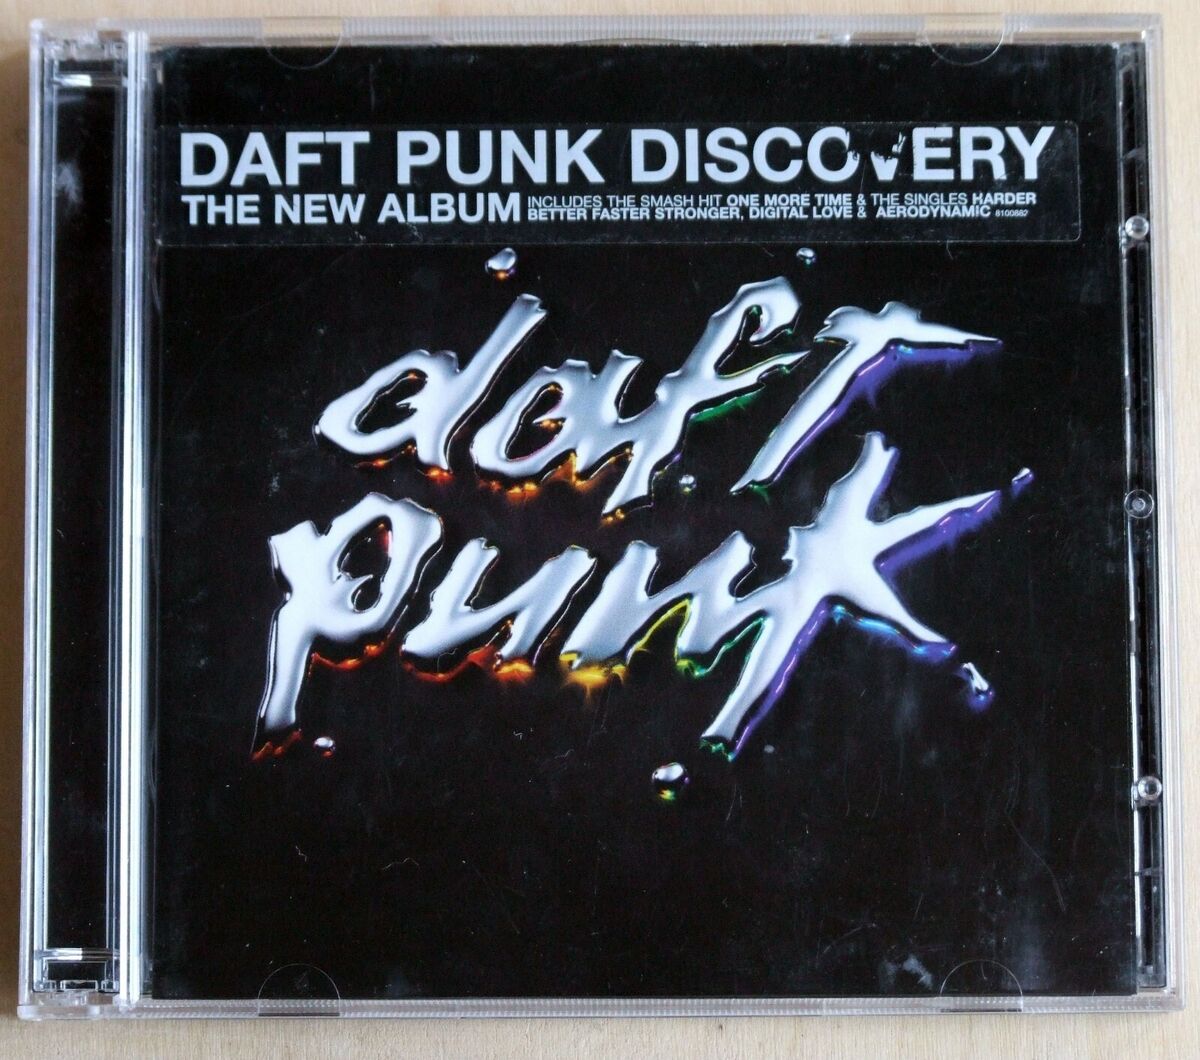 DAFT PUNK DISCOVERY
THE NEW ALBUM INCLUDES THE SMASH HIT ONE MORE TIME & THE SINGLES HARDER
BETTER FASTER STRONGER, DIGITAL LOVE & AERODYNAMIC 8100882
daft
punk